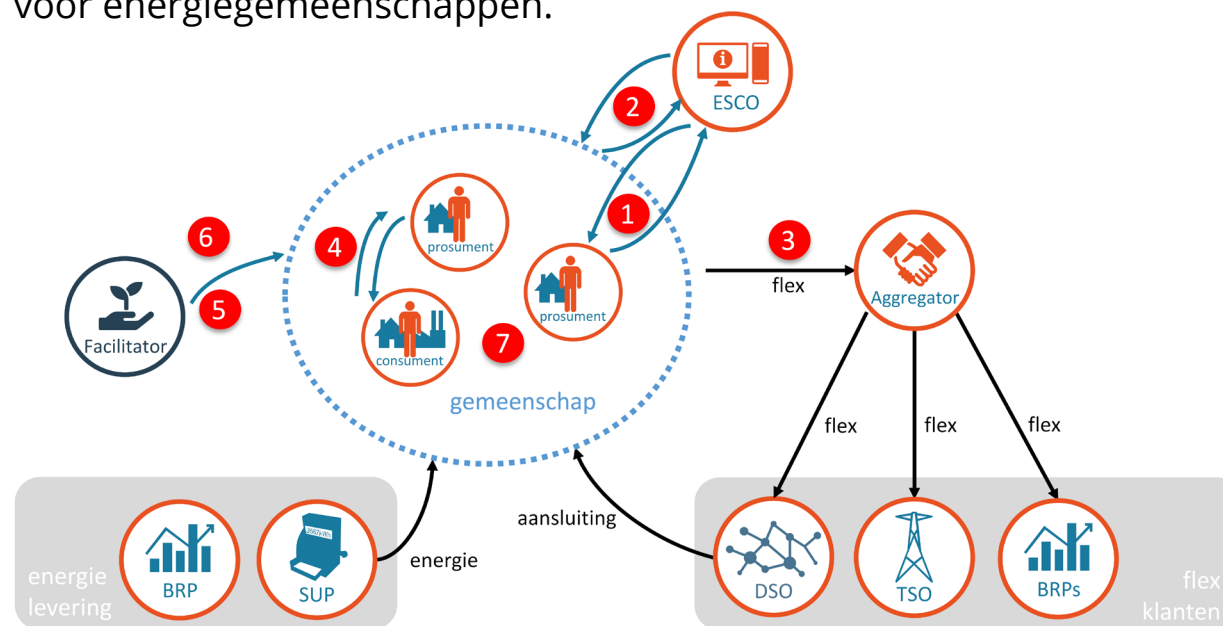 voor energiegemeenschappen.
ESCO
2
1
prosument
6
4
3
flex
prosument
Aggregator
5
Facilitator
7
consument
gemeenschap
flex
flex
flex
aansluiting
energie
energie
levering
BRP
SUP
DSO
TSO
BRPs
flex
klanten